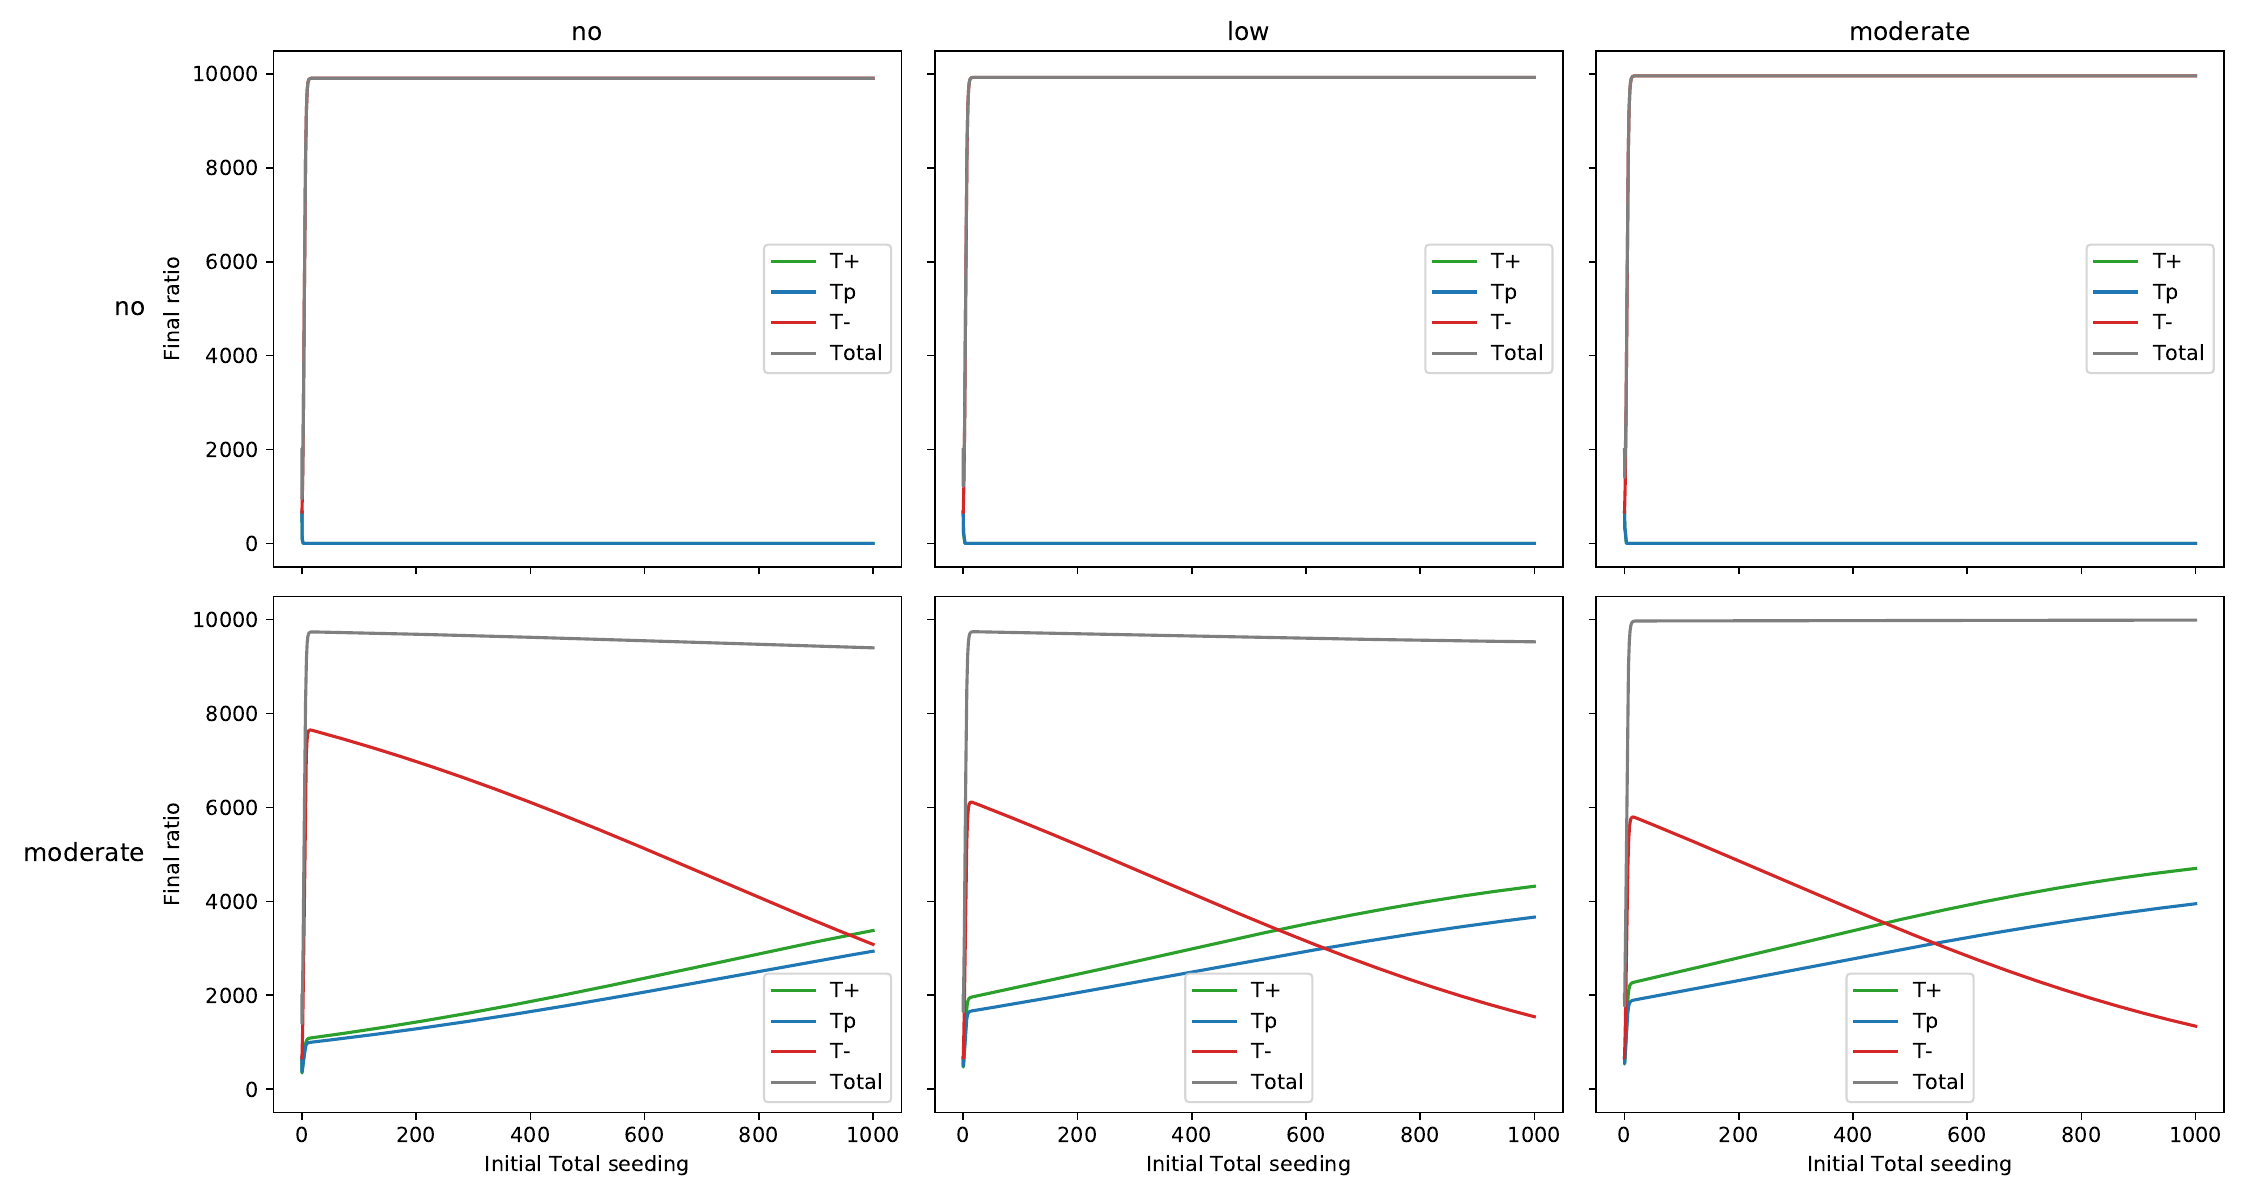 no low moderate
no
Final ratio
10000
8000
6000
4000
2000
0
T+
Tp
T-
Total
T+
Tp
T-
Total
T+
Tp
T-
Total
moderate
Final ratio
10000
8000
6000
4000
2000
0
T+
Tp
T-
Total
T+
Tp
T-
Total
T+
Tp
T-
Total
0 200 400 600 800 1000
0 200 400 600 800 1000
0 200 400 600 800 1000
Initial Total seeding
Initial Total seeding
Initial Total seeding